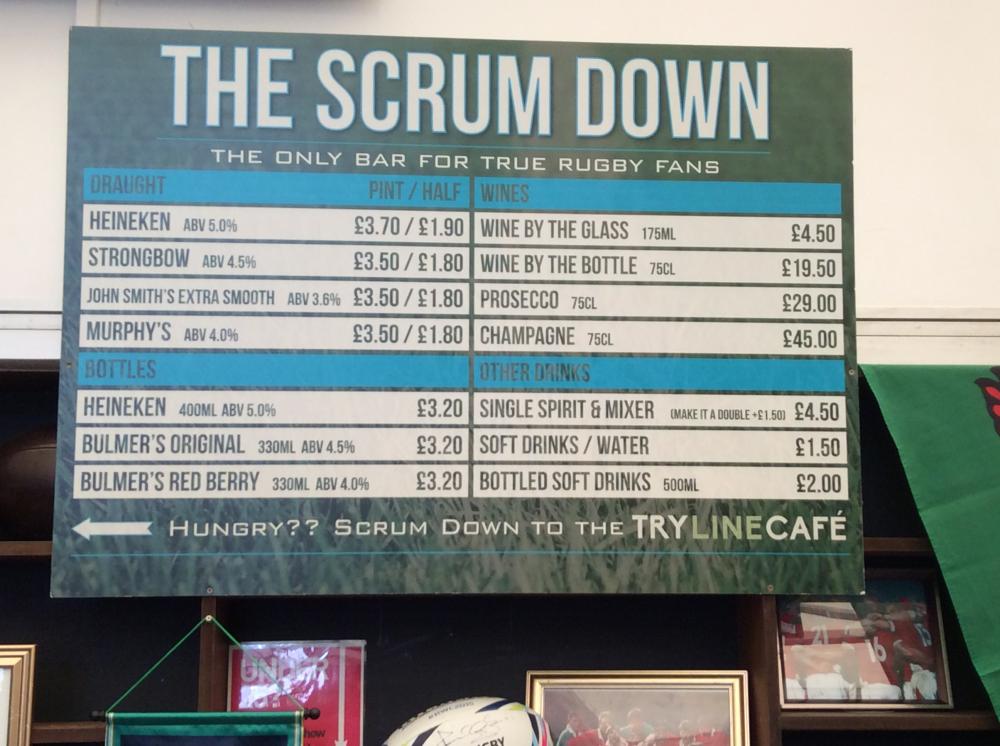 THE SCRUM DOWN
THE ONLY BAR FOR TRUE RUGBY FANS
DRAUGHT PINT / HALF
HEINEKEN ABV 5.0% £3.70 / £1.90
STRONGBOW ABV 4.5% £3.50 / £1.80
JOHN SMITH'S EXTRA SMOOTH ABV 3.6% £3.50 / £1.80
MURPHY'S ABV 4.0% £3.50 / £1.80
BOTTLES
HEINEKEN 400ML ABV 5.0% £3.20
BULMER'S ORIGINAL 330ML ABV 4.5% £3.20
BULMER'S RED BERRY 330ML ABV 4.0% £3.20
WINES
WINE BY THE GLASS 175ML £4.50
WINE BY THE BOTTLE 75CL £19.50
PROSECCO 75CL £29.00
CHAMPAGNE 75CL £45.00
OTHER DRINKS
SINGLE SPIRIT & MIXER (MAKE IT A DOUBLE +£1.50) £4.50
SOFT DRINKS / WATER £1.50
BOTTLED SOFT DRINKS 500ML £2.00
HUNGRY?? SCRUM DOWN TO THE TRYLINECAFÉ
UNDER
21
16